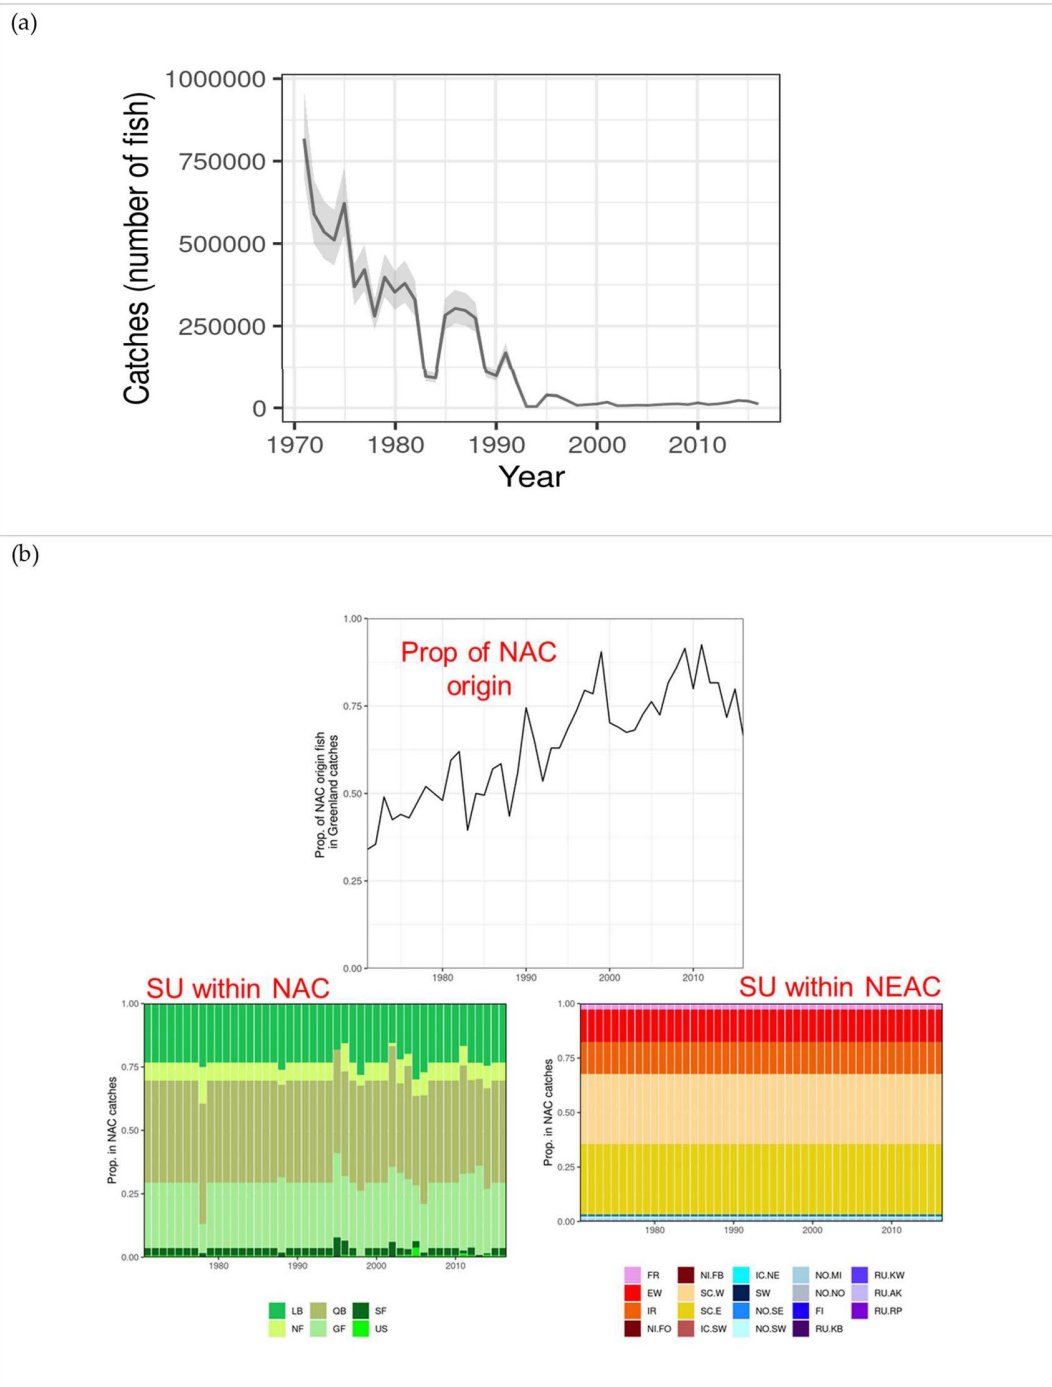 (a)
1000000
750000
500000
250000
0
Catches (number of fish)
1970 1980 1990 2000 2010
Year
(b)
Prop of NAC
origin
1.00
0.75
0.50
0.25
0.00
Prop. of NAC origin fish
in Greenland catches
1980 1990 2000 2010
SU within NAC
1.00
0.75
0.50
0.25
0.00
Prop. in NAC catches
1980 1990 2000 2010
LB QB SF
NF GF US
SU within NEAC
1.00
0.75
0.50
0.25
0.00
Prop. in NAC catches
1980 1990 2000 2010
FR NI.FB IC.NE NO.MI RU.KW
EW SC.W SW NO.NO RU.AK
IR SC.E NO.SE FI RU.RP
NI.FO IC.SW NO.SW RU.KB